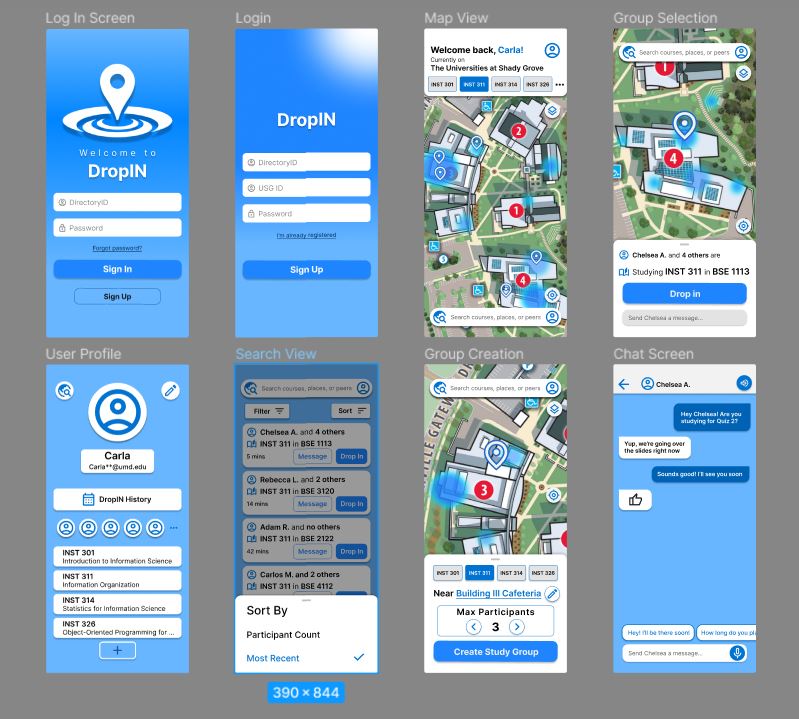 Log In Screen
Welcome to
DropIN
DirectoryID
Password
Forgot password?
Sign In
Sign Up
Login
DropIN
DirectoryID
USG ID
Password
I'm already registered
Sign Up
Map View
Welcome back, Carla!
Currently on
The Universities at Shady Grove
INST 301
INST 311
INST 314
INST 326
2
3
1
4
Search courses, places, or peers
Group Selection
Search courses, places, or peers
1
4
Chelsea A. and 4 others are
Studying INST 311 in BSE 1113
Drop in
Send Chelsea a message...
User Profile
Carla
Carla**@umd.edu
DropIN History
INST 301
Introduction to Information Science
INST 311
Information Organization
INST 314
Statistics for Information Science
INST 326
Object-Oriented Programming for ...
Search View
Search courses, places, or peers
Filter
Sort
Chelsea A. and 4 others
INST 311 in BSE 1113
5 mins
Message
Drop In
Rebecca L. and 2 others
INST 311 in BSE 3120
14 mins
Message
Drop In
Adam R. and no others
INST 311 in BSE 2122
42 mins
Message
Drop In
Carlos M. and 2 others
INST 311 in BSE 4112
Sort By
Participant Count
Most Recent
390 × 844
Group Creation
Search courses, places, or peers
3
INST 301
INST 311
INST 314
INST 326
Near Building III Cafeteria
Max Participants
3
Create Study Group
Chat Screen
Chelsea A.
Hey Chelsea! Are you
studying for Quiz 2?
Yup, we're going over
the slides right now
Sounds good! I'll see you soon
Hey! I'll be there soon!
How long do you pla
Send Chelsea a message...